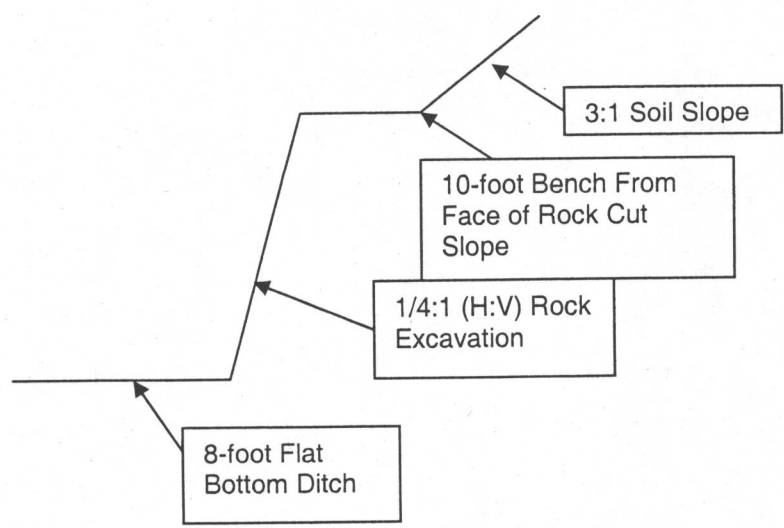 3:1 Soil Slope
10-foot Bench From
Face of Rock Cut
Slope
1/4:1 (H:V) Rock
Excavation
8-foot Flat
Bottom Ditch